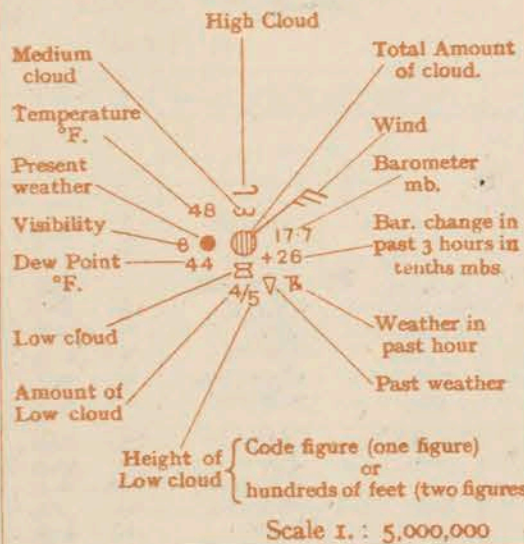 High Cloud
Medium
cloud
Total Amount
of cloud.
Temperature
°F.
Wind
Present
weather
Barometer
mb.
48
Visibility
8
17.7
Bar. change in
past 3 hours in
tenths mbs.
Dew Point
°F.
44
+26
4/5
Low cloud
Weather in
past hour
Amount of
Low cloud
Past weather
Height of
Low cloud
Code figure (one figure)
or
hundreds of feet (two figures
Scale 1. : 5,000,000